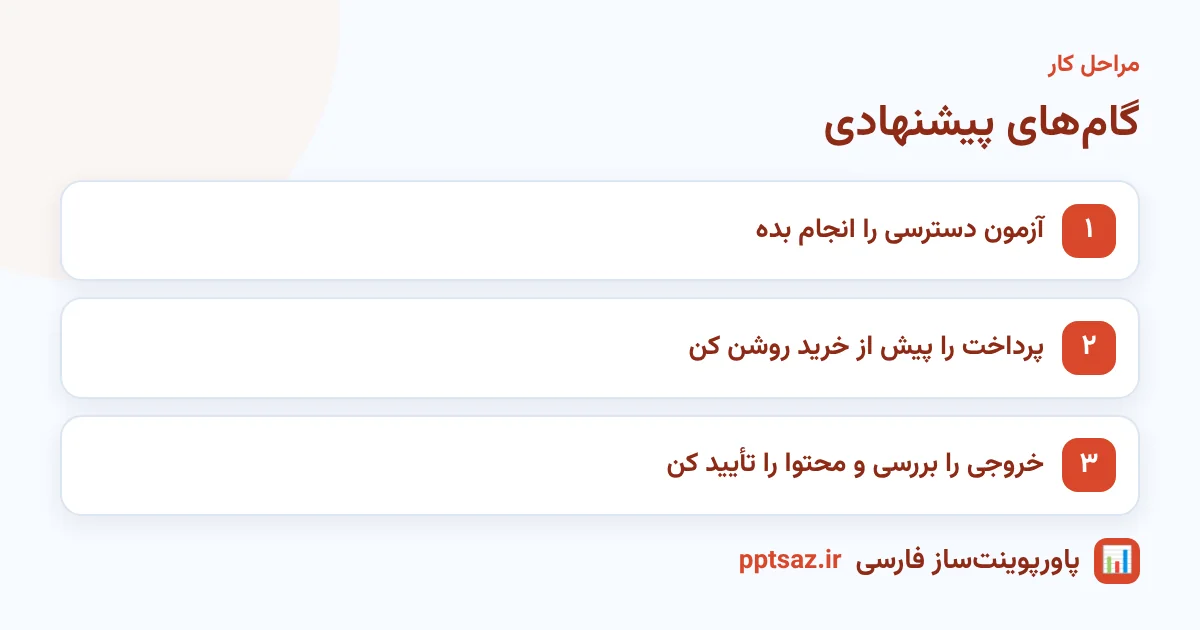 مراحل کار
گام‌های پیشنهادی
۱ آزمون دسترسی را انجام بده
۲ پرداخت را پیش از خرید روشن کن
۳ خروجی را بررسی و محتوا را تأیید کن
پاورپوینت‌ساز فارسی pptsaz.ir